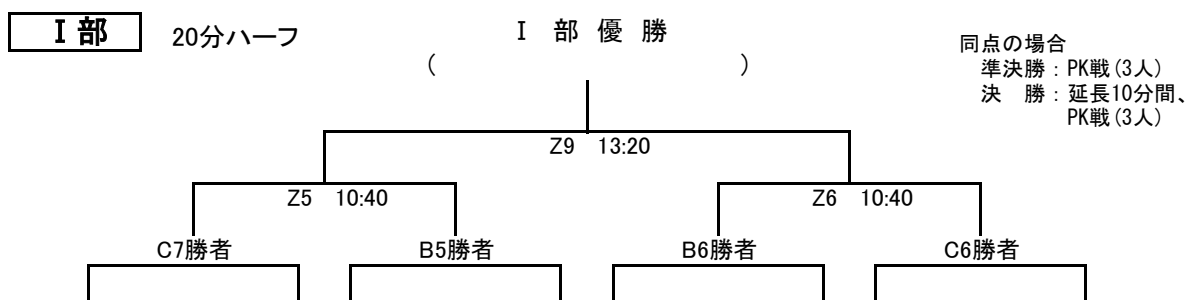 Ⅰ部
20分ハーフ
Ⅰ 部 優 勝
(　　　　　　　　)
同点の場合
準決勝：PK戦(3人)
決　勝：延長10分間、
PK戦(3人)
Z9　13:20
Z5　10:40
Z6　10:40
C7勝者
B5勝者
B6勝者
C6勝者